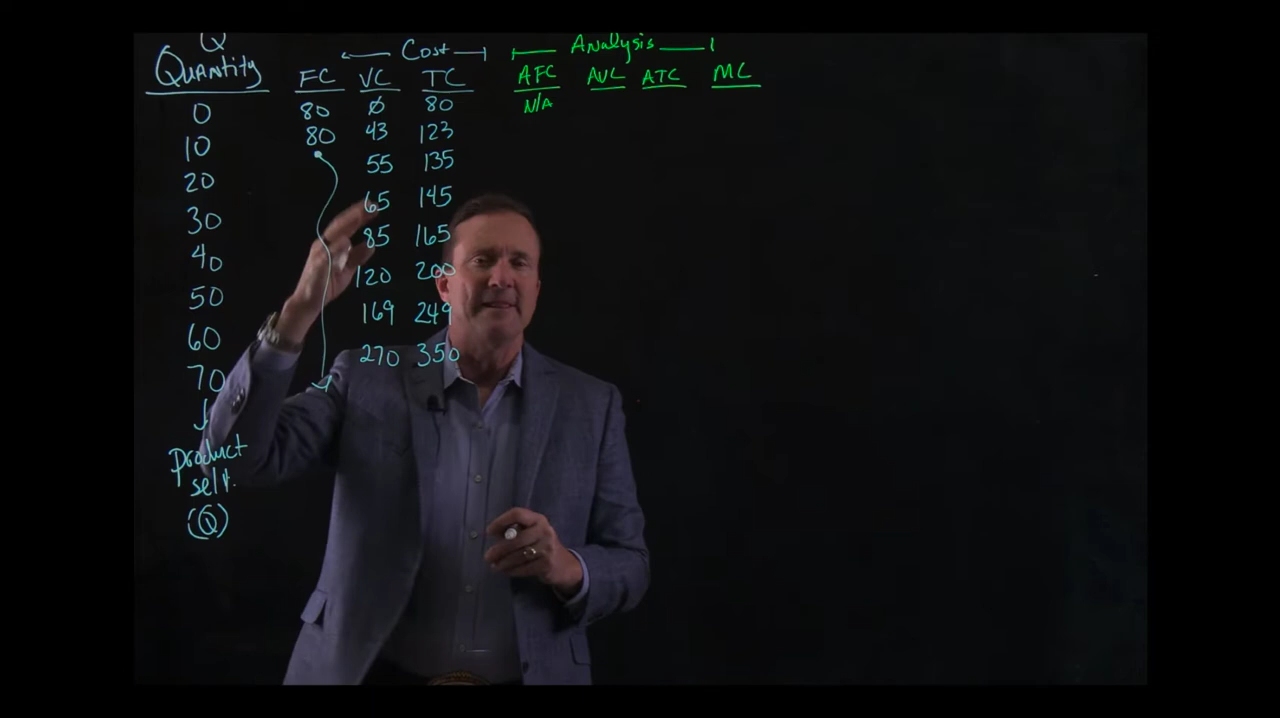 Q
Cost
Analysis
Quantity FC VC TC AFC AVC ATC MC
0 80 ∅ 80 N/A
10 80 43 123
20 55 135
30 65 145
40 85 165
50 120 200
60 169 249
70 270 350
product
(Q)